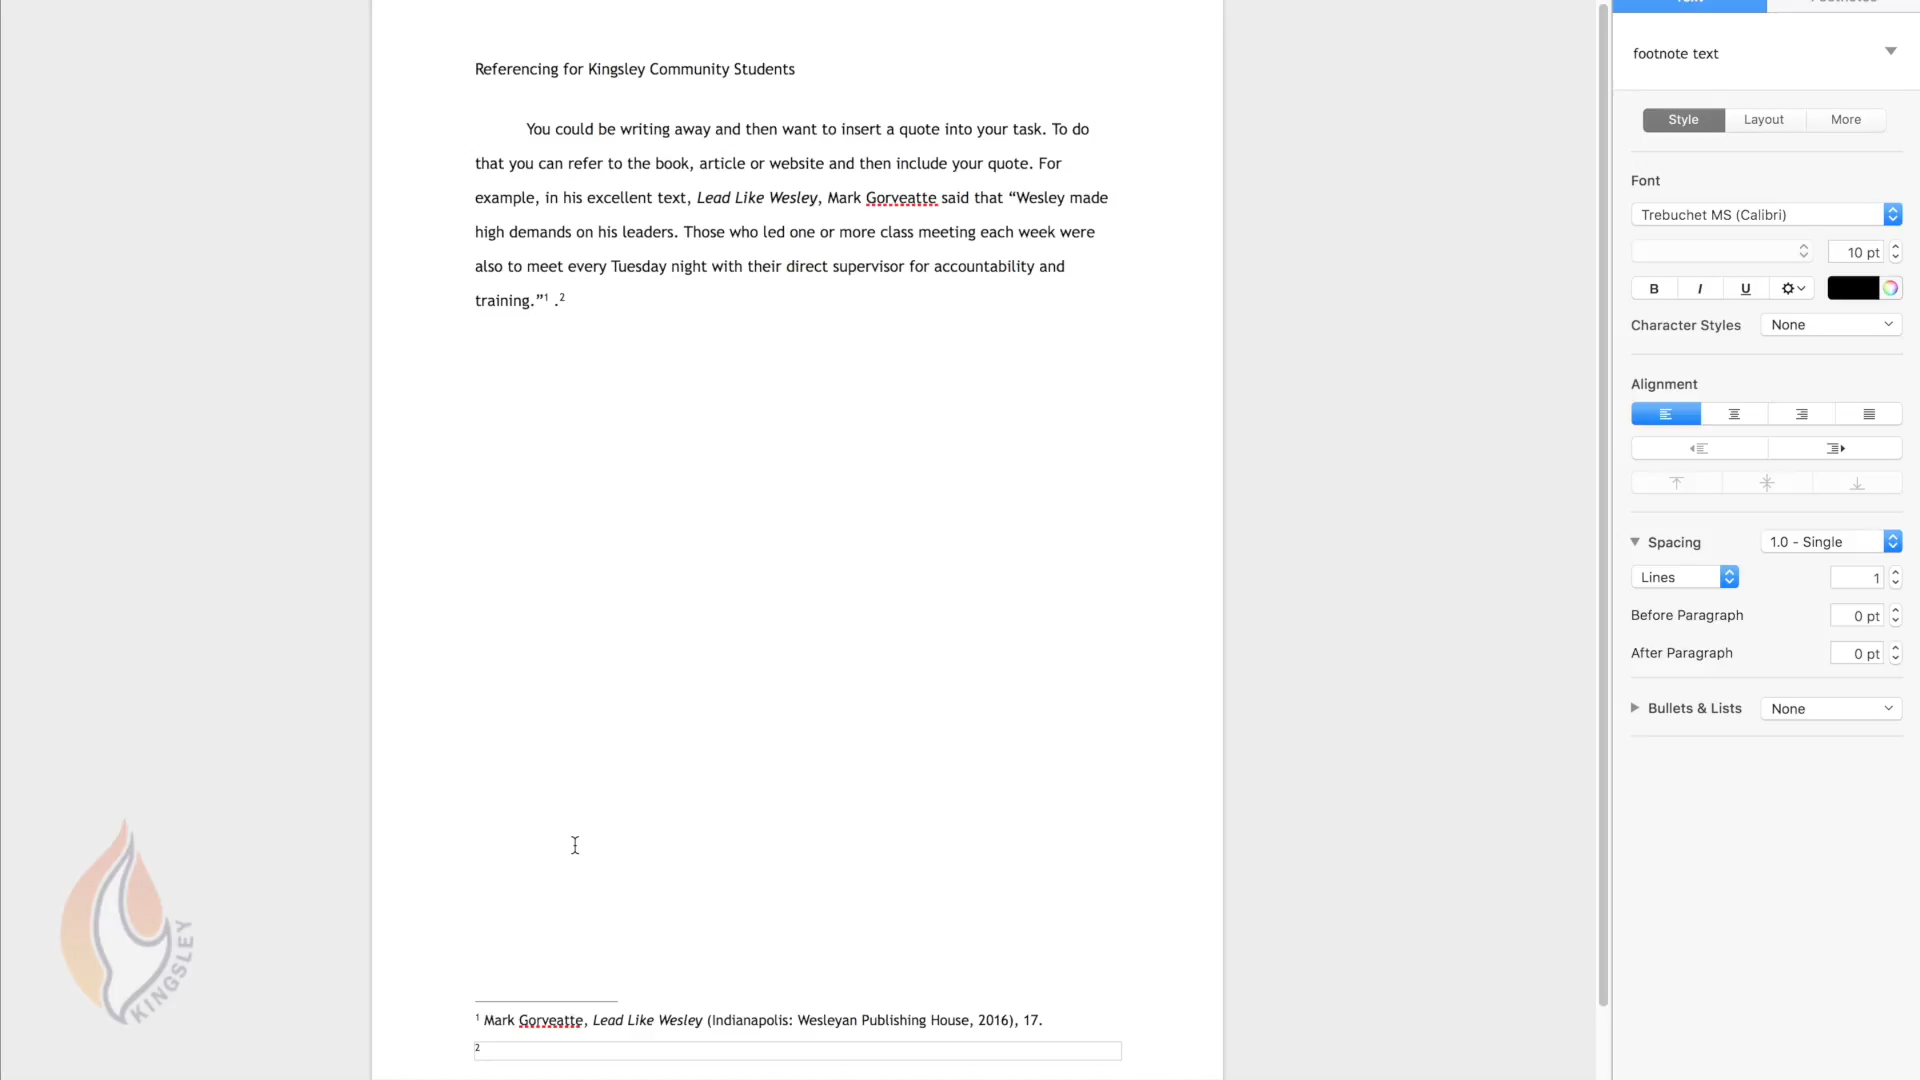 Text Footnotes
footnote text
Style Layout More
Font
Trebuchet MS (Calibri)
10 pt
B I U
Character Styles None
Alignment
Spacing 1.0 - Single
Lines 1
Before Paragraph 0 pt
After Paragraph 0 pt
Bullets & Lists None
Referencing for Kingsley Community Students
You could be writing away and then want to insert a quote into your task. To do
that you can refer to the book, article or website and then include your quote. For
example, in his excellent text, Lead Like Wesley, Mark Gorveatte said that “Wesley made
high demands on his leaders. Those who led one or more class meeting each week were
also to meet every Tuesday night with their direct supervisor for accountability and
training.”¹ .²
¹ Mark Gorveatte, Lead Like Wesley (Indianapolis: Wesleyan Publishing House, 2016), 17.
²
KINGSLEY